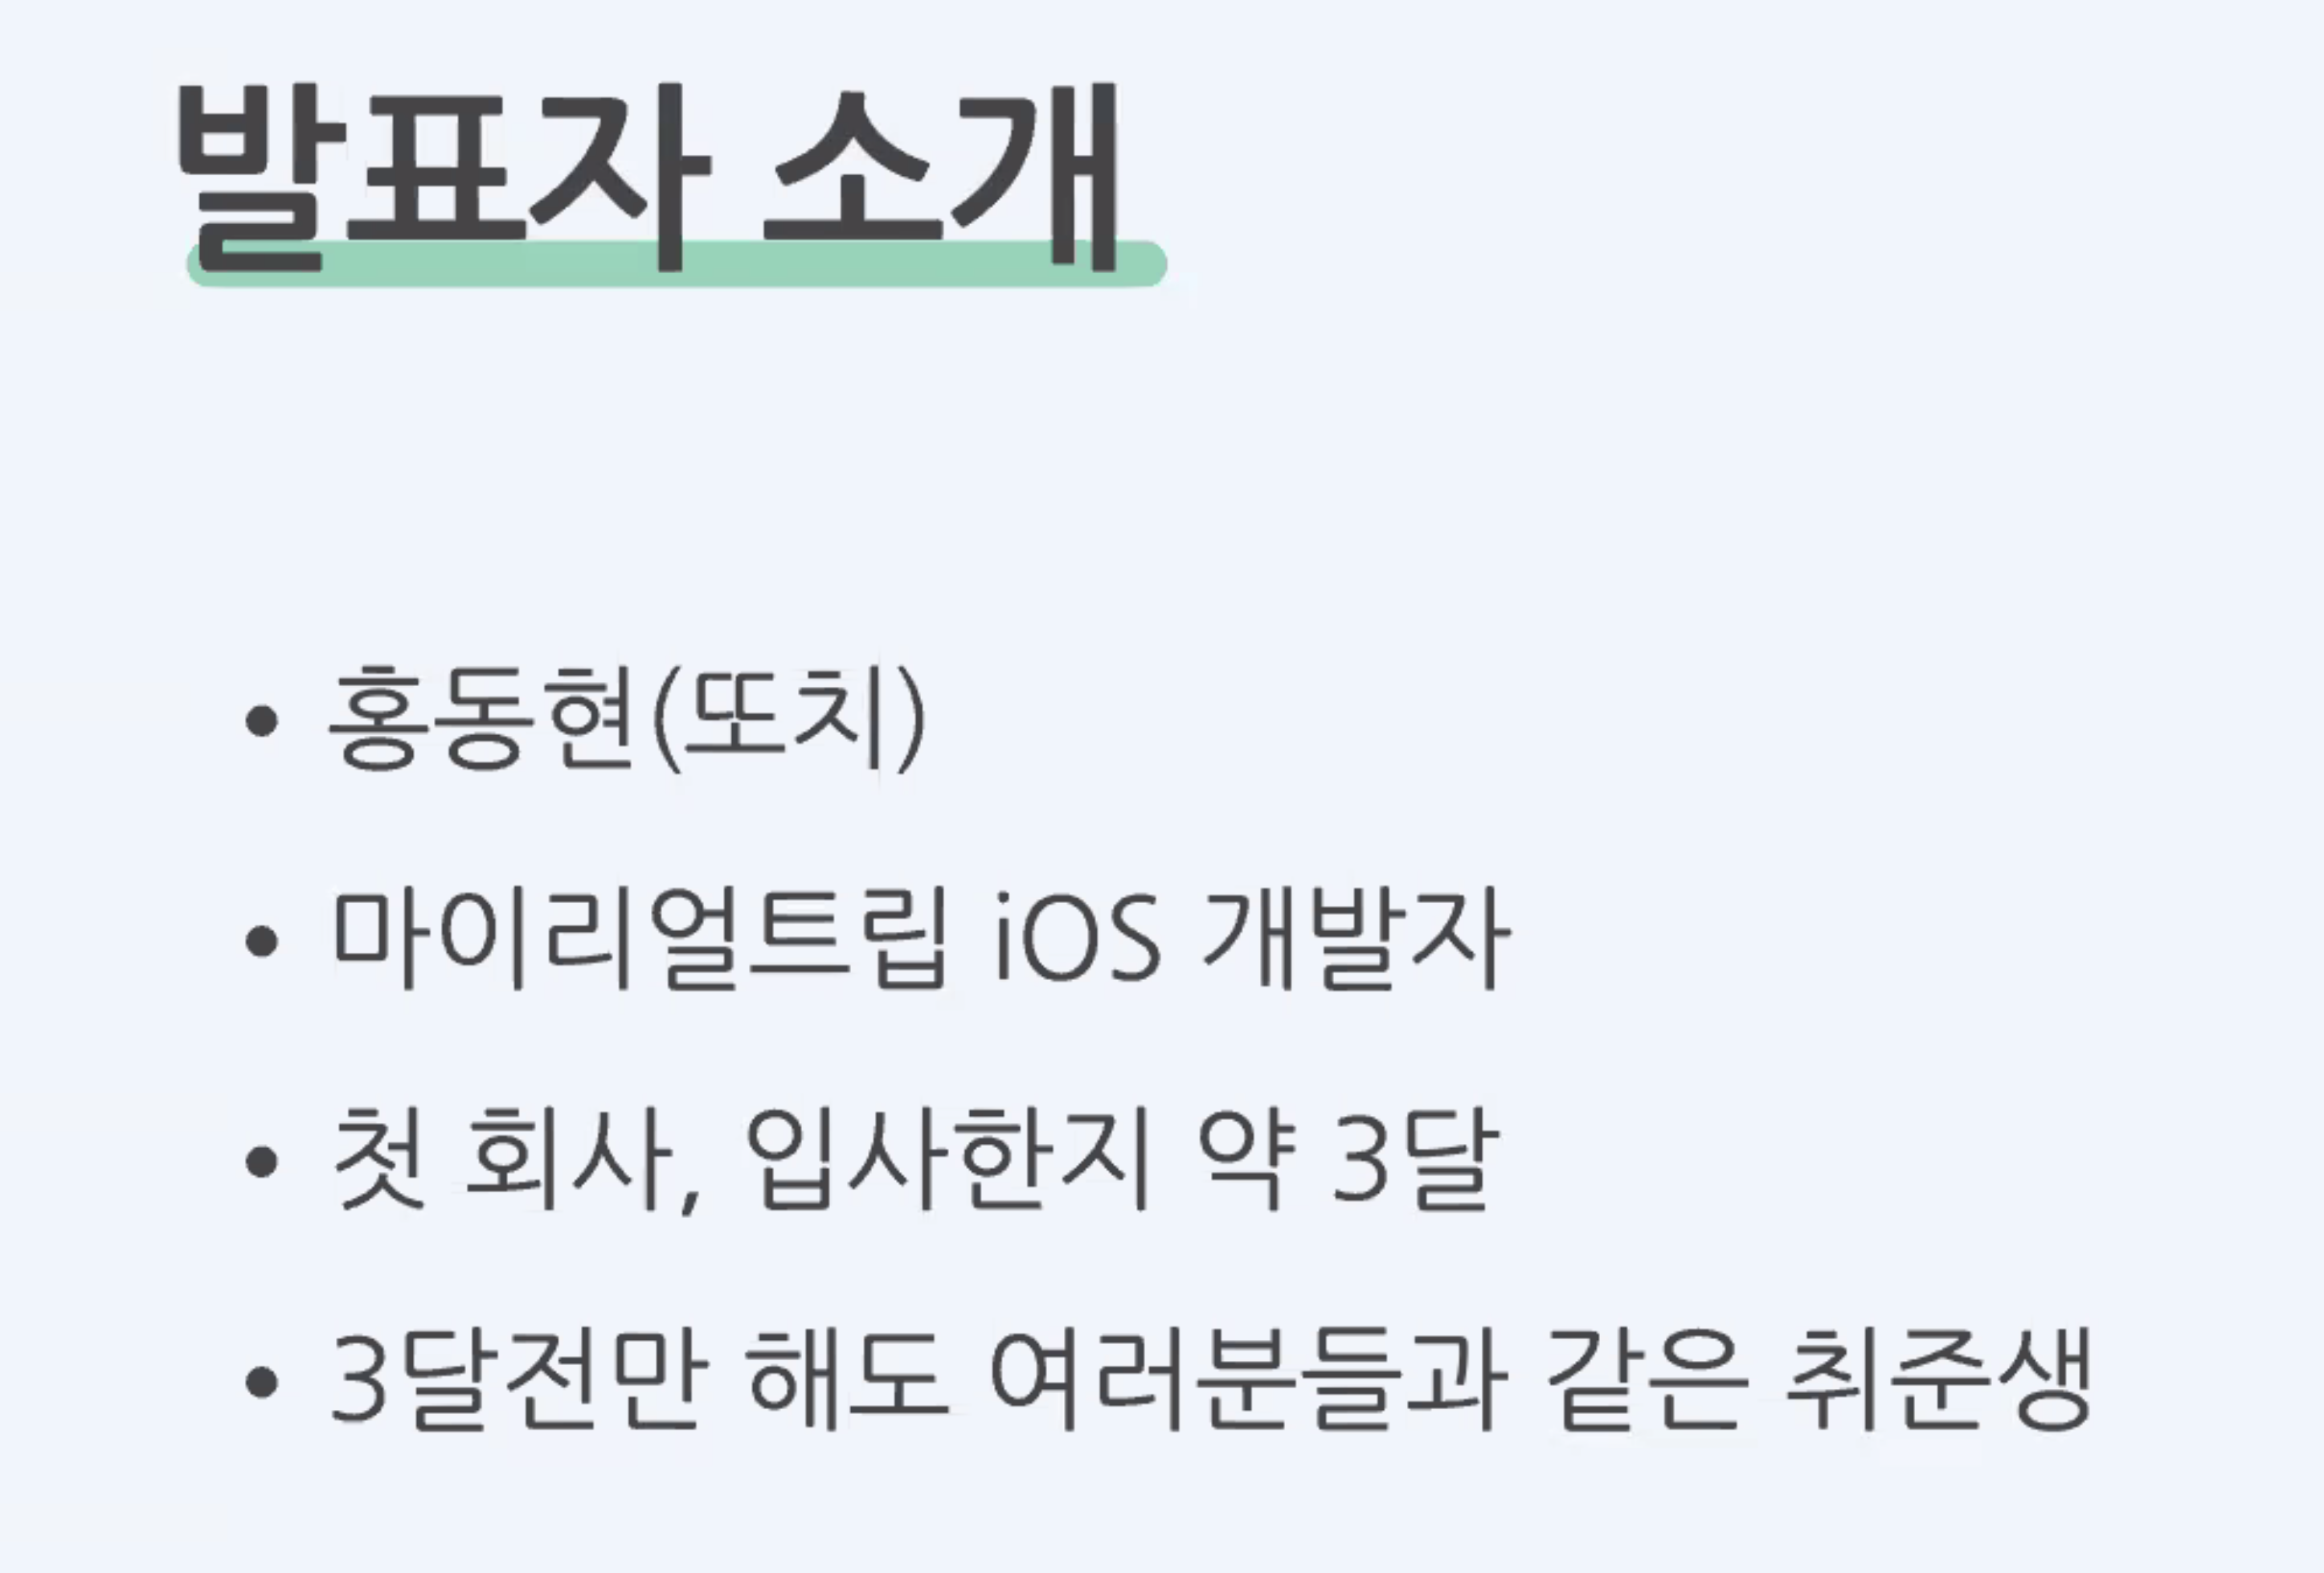 발표자 소개
• 홍동현(또치)
• 마이리얼트립 iOS 개발자
• 첫 회사, 입사한지 약 3달
• 3달전만 해도 여러분들과 같은 취준생